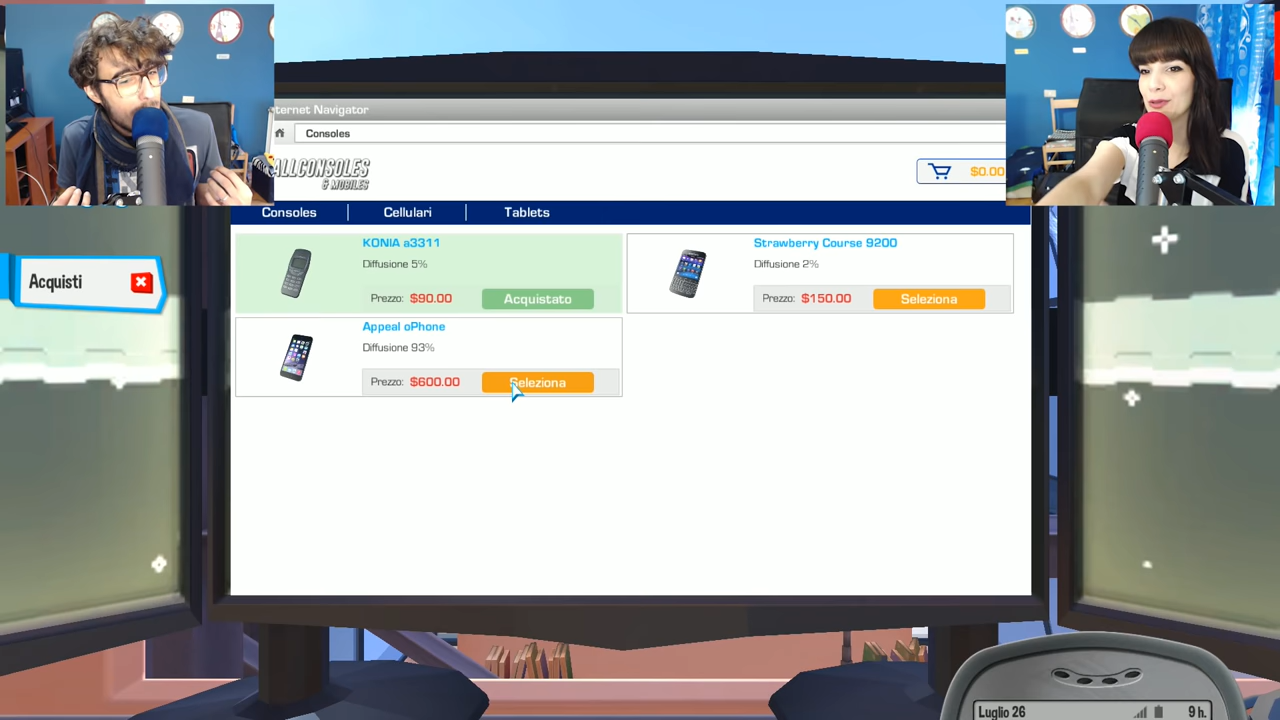 ternet Navigator
Consoles
ALLCONSOLES
& MOBILES
$0.00
Consoles
Cellulari
Tablets
Acquisti
KONIA a3311
Diffusione 5%
Prezzo: $90.00
Acquistato
Strawberry Course 9200
Diffusione 2%
Prezzo: $150.00
Seleziona
Appeal oPhone
Diffusione 93%
Prezzo: $600.00
Seleziona
Luglio 26
9 h.